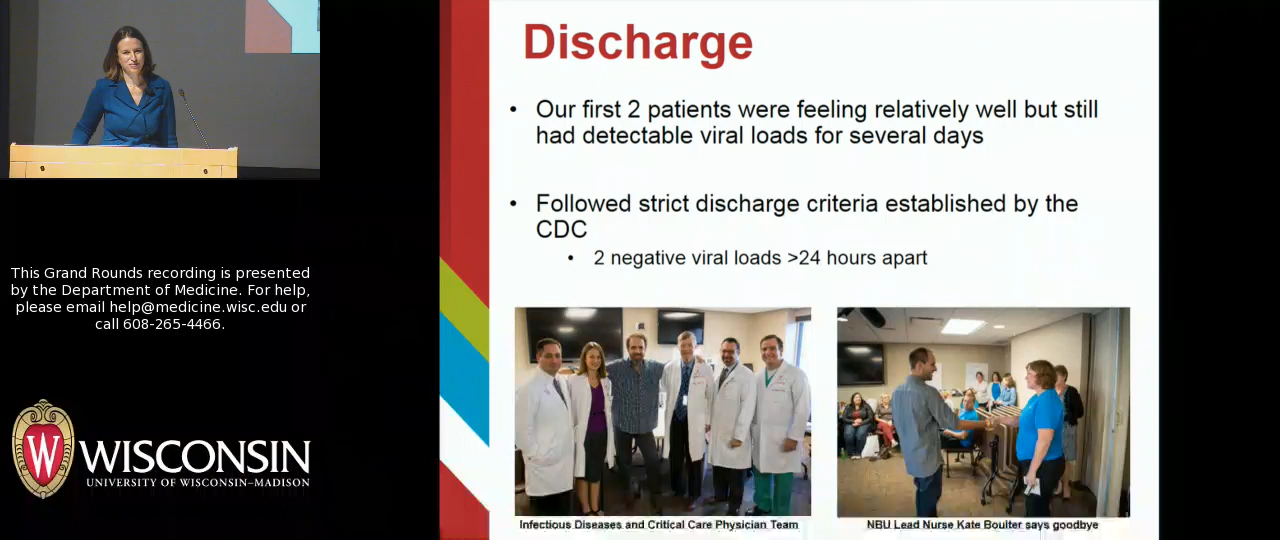 This Grand Rounds recording is presented
by the Department of Medicine. For help,
please email help@medicine.wisc.edu or
call 608-265-4466.
W
WISCONSIN
UNIVERSITY OF WISCONSIN–MADISON
Discharge
• Our first 2 patients were feeling relatively well but still
had detectable viral loads for several days
• Followed strict discharge criteria established by the
CDC
• 2 negative viral loads >24 hours apart
Infectious Diseases and Critical Care Physician Team
NBU Lead Nurse Kate Boulter says goodbye